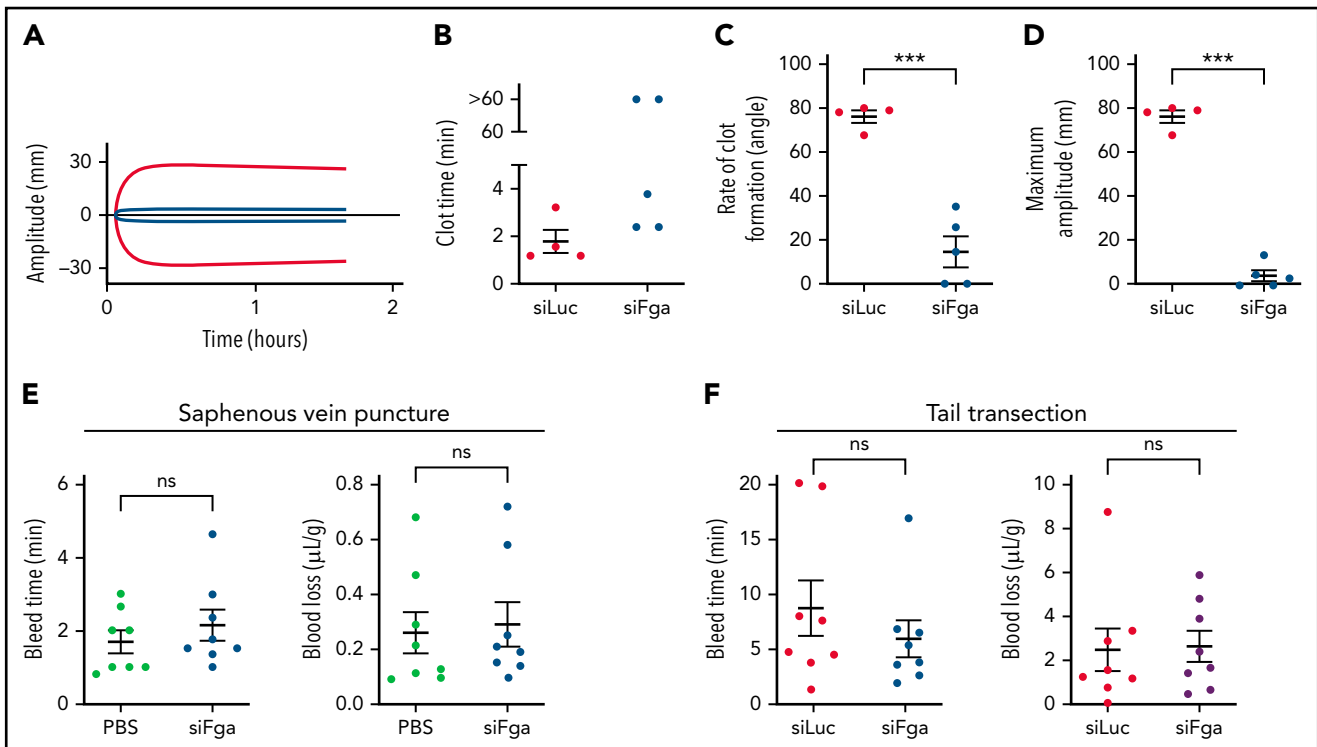 A
Amplitude (mm)
30
0
–30
0
1
2
Time (hours)
B
Clot time (min)
>60
60
4
2
0
siLuc
siFga
C
Rate of clot
formation (angle)
100
80
60
40
20
0
***
siLuc
siFga
D
Maximum
amplitude (mm)
100
80
60
40
20
0
***
siLuc
siFga
E
Saphenous vein puncture
Bleed time (min)
6
4
2
0
ns
PBS
siFga
Blood loss (μL/g)
0.8
0.6
0.4
0.2
0.0
ns
PBS
siFga
F
Tail transection
Bleed time (min)
20
15
10
5
0
ns
siLuc
siFga
Blood loss (μL/g)
10
8
6
4
2
0
ns
siLuc
siFga